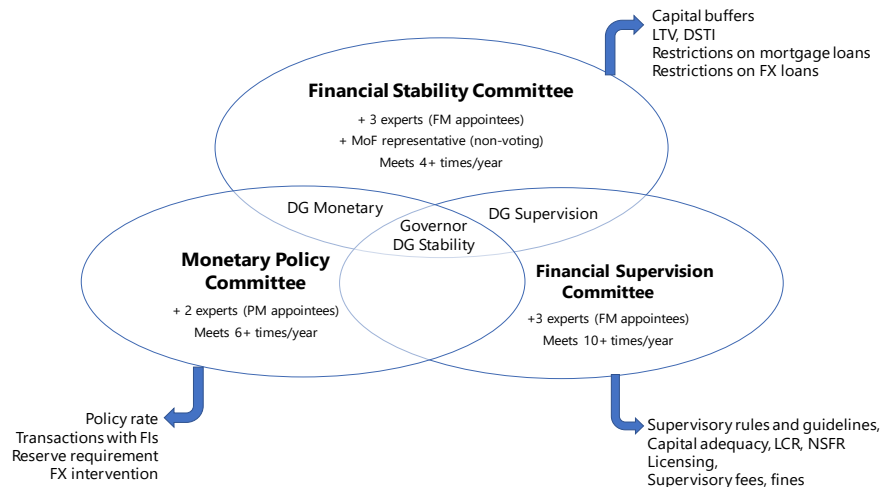 Capital buffers
LTV, DSTI
Restrictions on mortgage loans
Restrictions on FX loans
Financial Stability Committee
+ 3 experts (FM appointees)
+ MoF representative (non-voting)
Meets 4+ times/year
DG Monetary
DG Supervision
Governor
DG Stability
Monetary Policy
Committee
+ 2 experts (PM appointees)
Meets 6+ times/year
Financial Supervision
Committee
+3 experts (FM appointees)
Meets 10+ times/year
Policy rate
Transactions with FIs
Reserve requirement
FX intervention
Supervisory rules and guidelines,
Capital adequacy, LCR, NSFR
Licensing,
Supervisory fees, fines